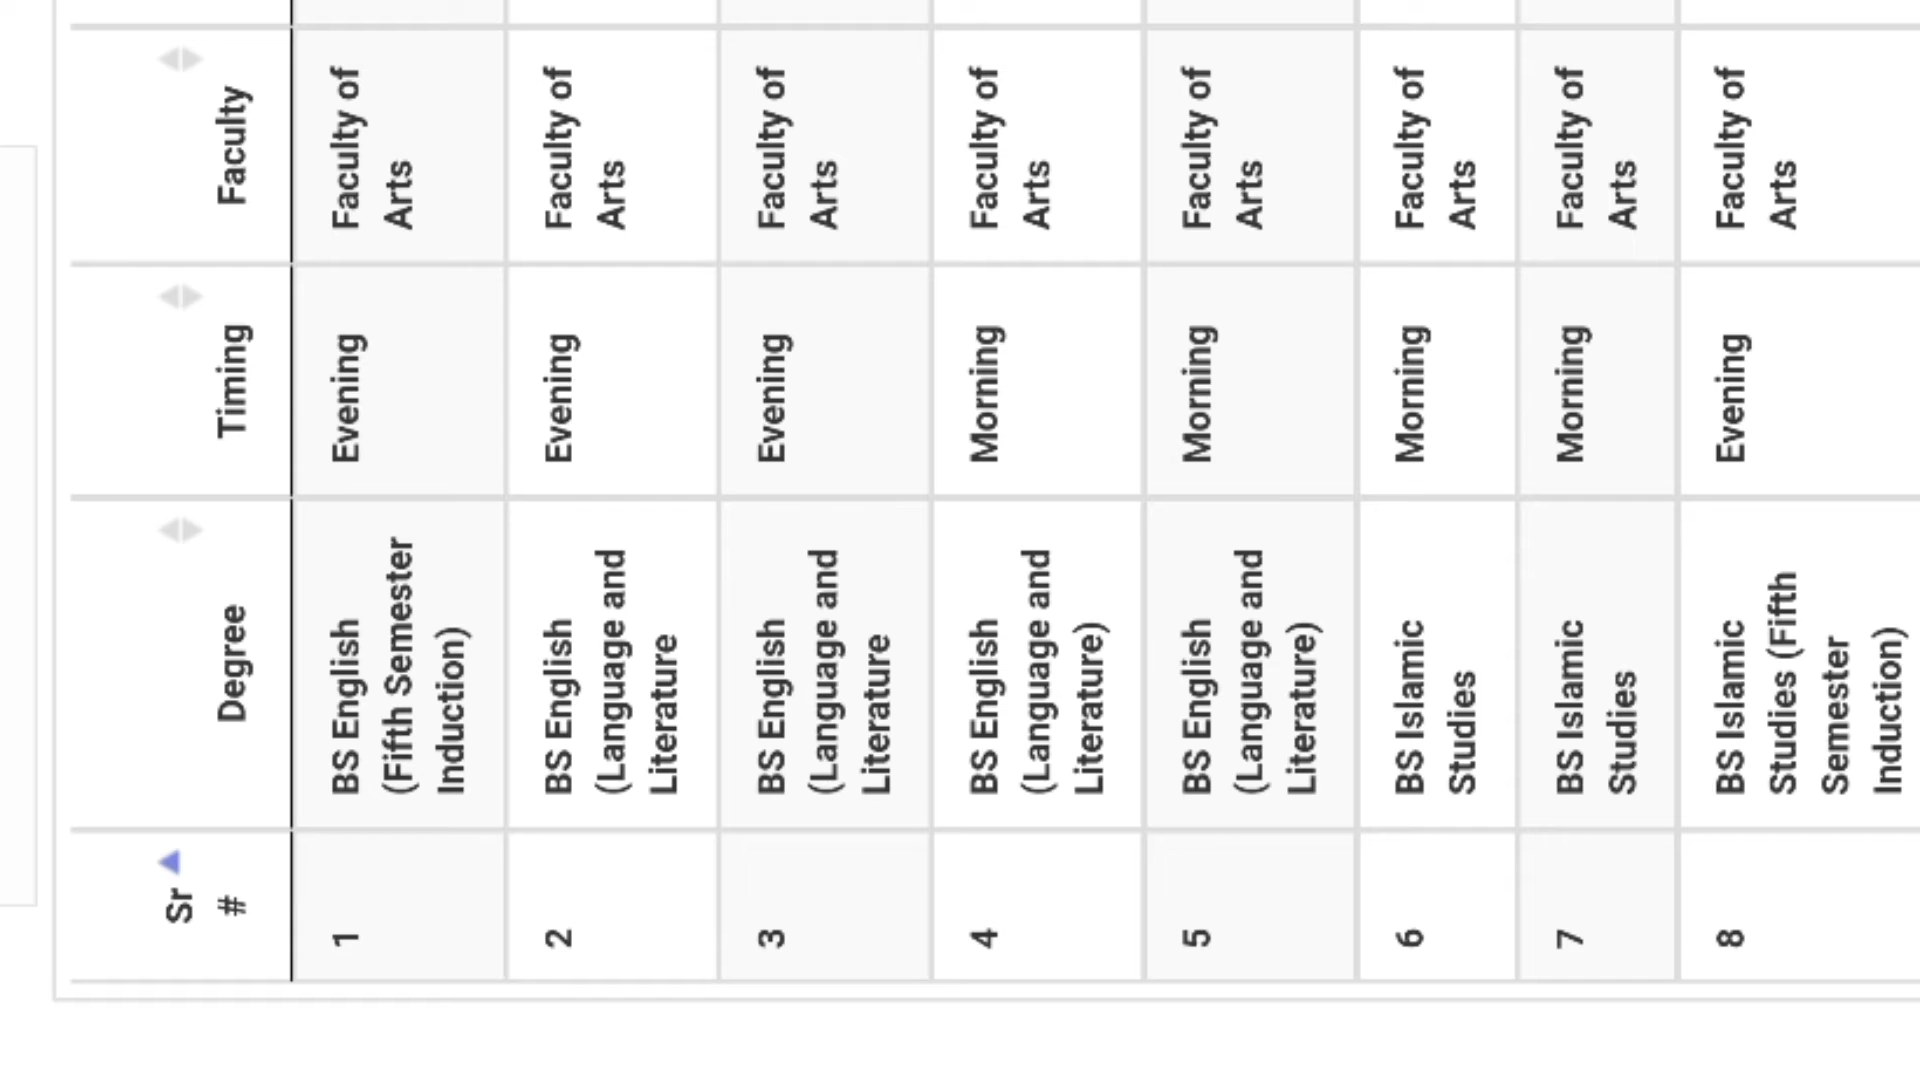 Sr
#
Degree
Timing
Faculty
1
BS English
(Fifth Semester
Induction)
Evening
Faculty of
Arts
2
BS English
(Language and
Literature
Evening
Faculty of
Arts
3
BS English
(Language and
Literature
Evening
Faculty of
Arts
4
BS English
(Language and
Literature)
Morning
Faculty of
Arts
5
BS English
(Language and
Literature)
Morning
Faculty of
Arts
6
BS Islamic
Studies
Morning
Faculty of
Arts
7
BS Islamic
Studies
Morning
Faculty of
Arts
8
BS Islamic
Studies (Fifth
Semester
Induction)
Evening
Faculty of
Arts